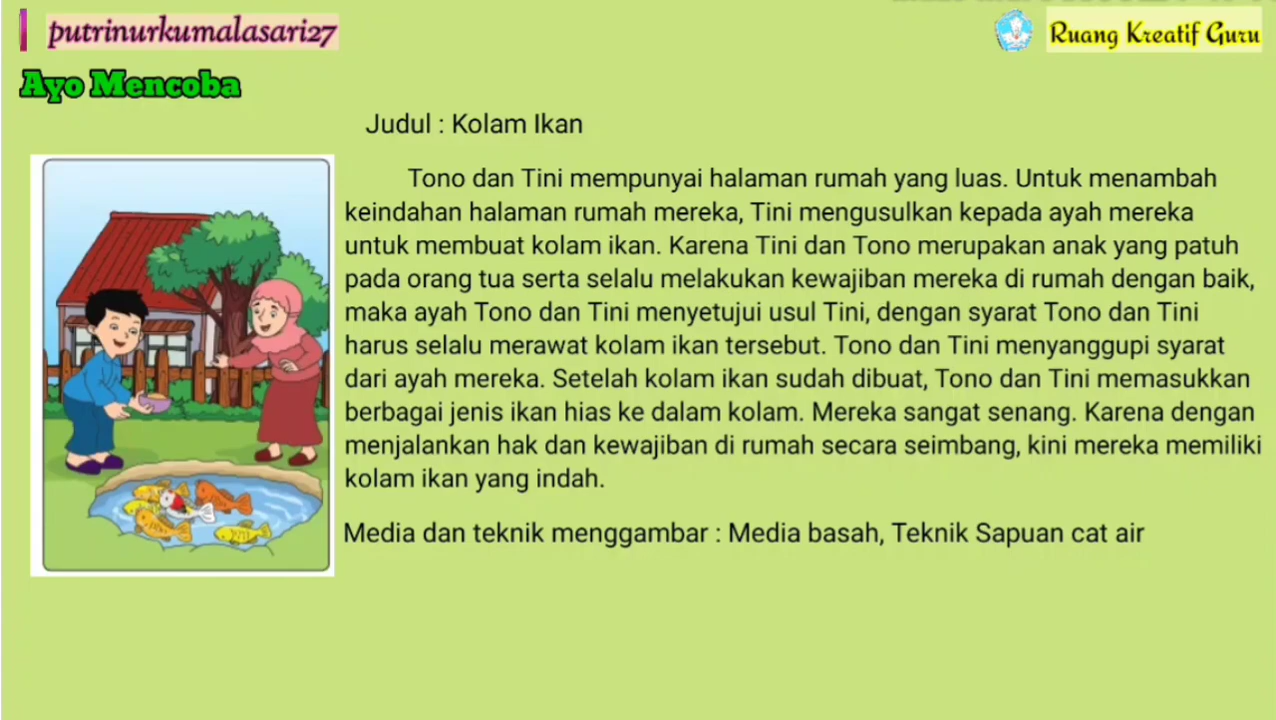 putrinurkumalasari27
Ruang Kreatif Guru
Ayo Mencoba
Judul : Kolam Ikan
Tono dan Tini mempunyai halaman rumah yang luas. Untuk menambah
keindahan halaman rumah mereka, Tini mengusulkan kepada ayah mereka
untuk membuat kolam ikan. Karena Tini dan Tono merupakan anak yang patuh
pada orang tua serta selalu melakukan kewajiban mereka di rumah dengan baik,
maka ayah Tono dan Tini menyetujui usul Tini, dengan syarat Tono dan Tini
harus selalu merawat kolam ikan tersebut. Tono dan Tini menyanggupi syarat
dari ayah mereka. Setelah kolam ikan sudah dibuat, Tono dan Tini memasukkan
berbagai jenis ikan hias ke dalam kolam. Mereka sangat senang. Karena dengan
menjalankan hak dan kewajiban di rumah secara seimbang, kini mereka memiliki
kolam ikan yang indah.
Media dan teknik menggambar : Media basah, Teknik Sapuan cat air